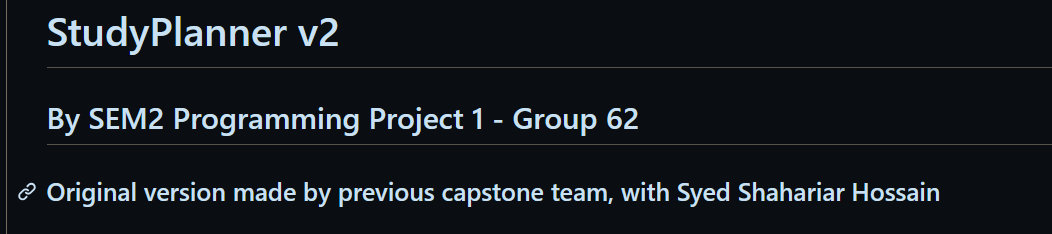 StudyPlanner v2
By SEM2 Programming Project 1 - Group 62
Original version made by previous capstone team, with Syed Shahariar Hossain